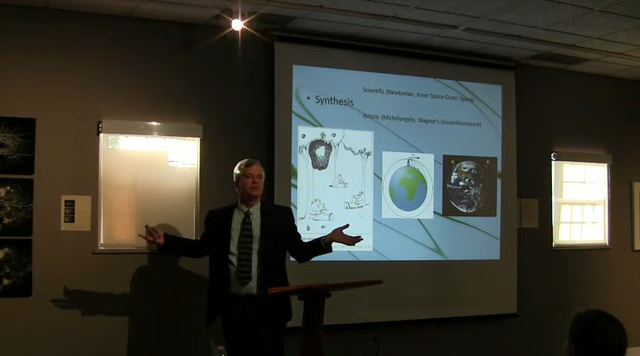 Scientific (Newtonian, Inner Space-Outer Space)
• Synthesis
Artistic (Michelangelo, Wagner's Gesamtkunstwerk)